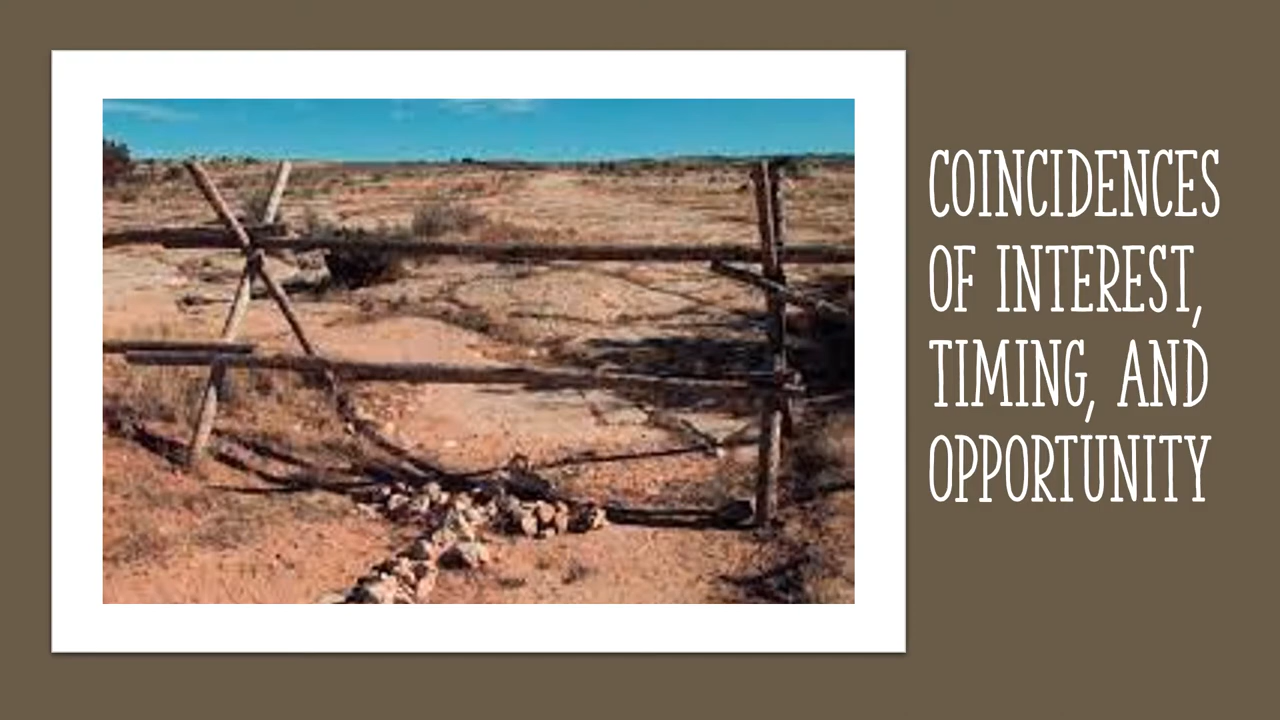 COINCIDENCES
OF INTEREST,
TIMING, AND
OPPORTUNITY